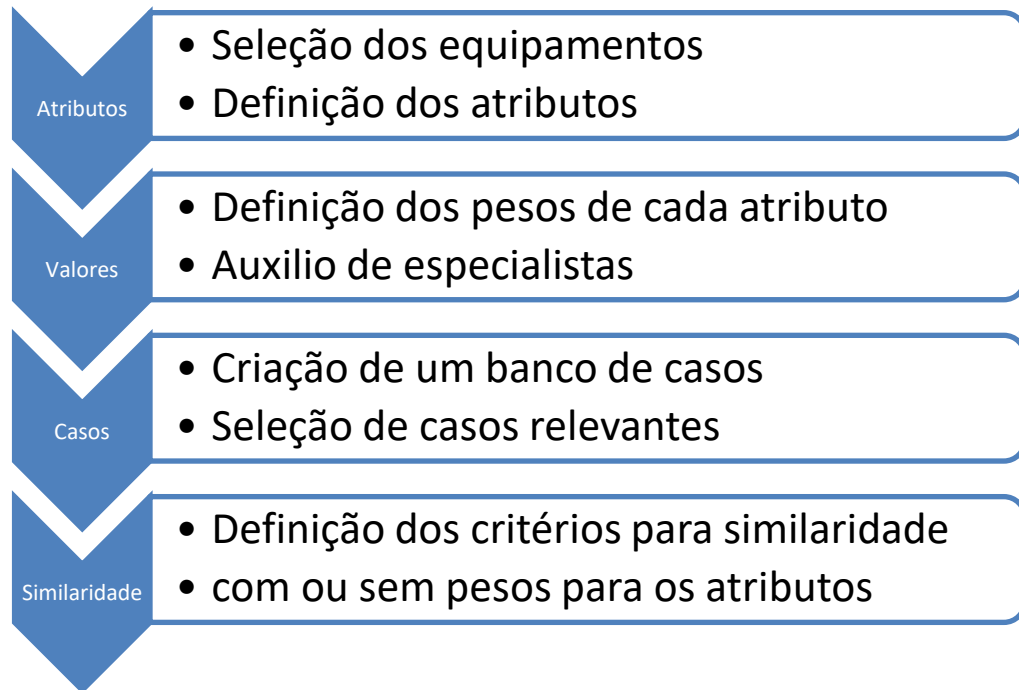 Atributos
• Seleção dos equipamentos
• Definição dos atributos
Valores
• Definição dos pesos de cada atributo
• Auxilio de especialistas
Casos
• Criação de um banco de casos
• Seleção de casos relevantes
Similaridade
• Definição dos critérios para similaridade
• com ou sem pesos para os atributos